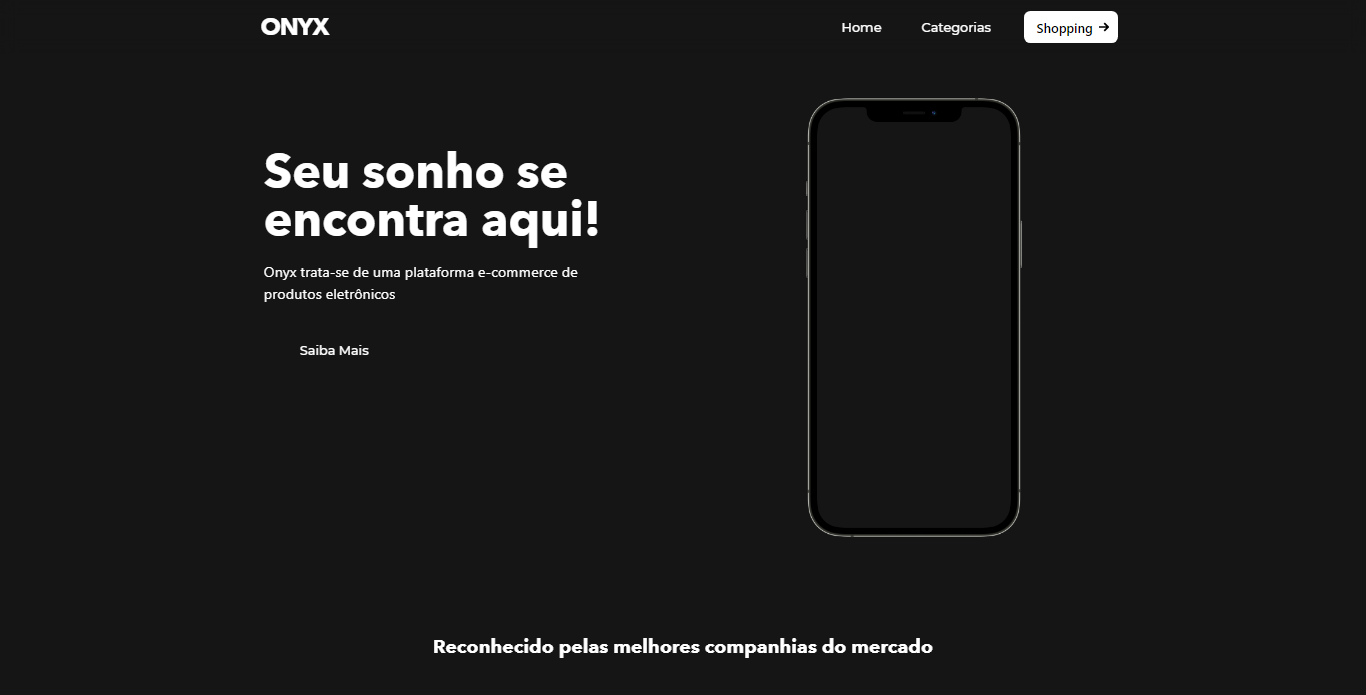 ONYX
Home
Categorias
Shopping →
Seu sonho se
encontra aqui!
Onyx trata-se de uma plataforma e-commerce de
produtos eletrônicos
Saiba Mais
Reconhecido pelas melhores companhias do mercado